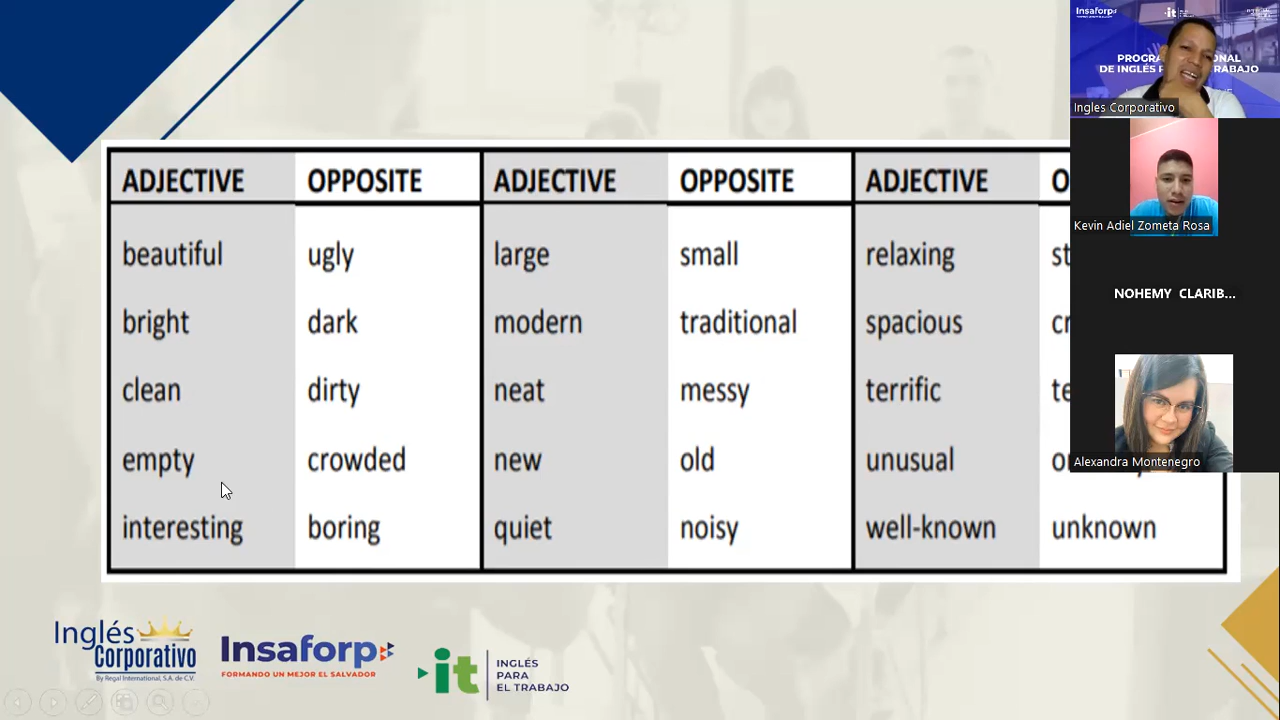 ADJECTIVE OPPOSITE ADJECTIVE OPPOSITE ADJECTIVE
beautiful ugly large small relaxing
bright dark modern traditional spacious
clean dirty neat messy terrific
empty crowded new old unusual
interesting boring quiet noisy well-known unknown
Inglés
Corporativo
By Regal International, S.A. de C.V.
Insaforp
FORMANDO UN MEJOR EL SALVADOR
it
INGLÉS
PARA
EL TRABAJO
Insaforp
it
Ingles Corporativo
Kevin Adiel Zometa Rosa
NOHEMY CLARIB...
Alexandra Montenegro